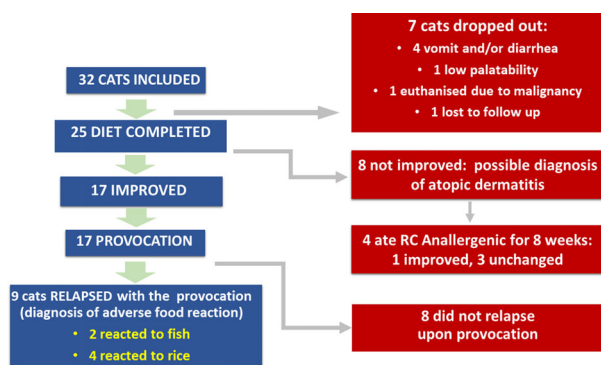 32 CATS INCLUDED
25 DIET COMPLETED
17 IMPROVED
17 PROVOCATION
9 cats RELAPSED with the provocation
(diagnosis of adverse food reaction)
• 2 reacted to fish
• 4 reacted to rice
7 cats dropped out:
• 4 vomit and/or diarrhea
• 1 low palatability
• 1 euthanised due to malignancy
• 1 lost to follow up
8 not improved: possible diagnosis
of atopic dermatitis
4 ate RC Anallergenic for 8 weeks:
1 improved, 3 unchanged
8 did not relapse
upon provocation